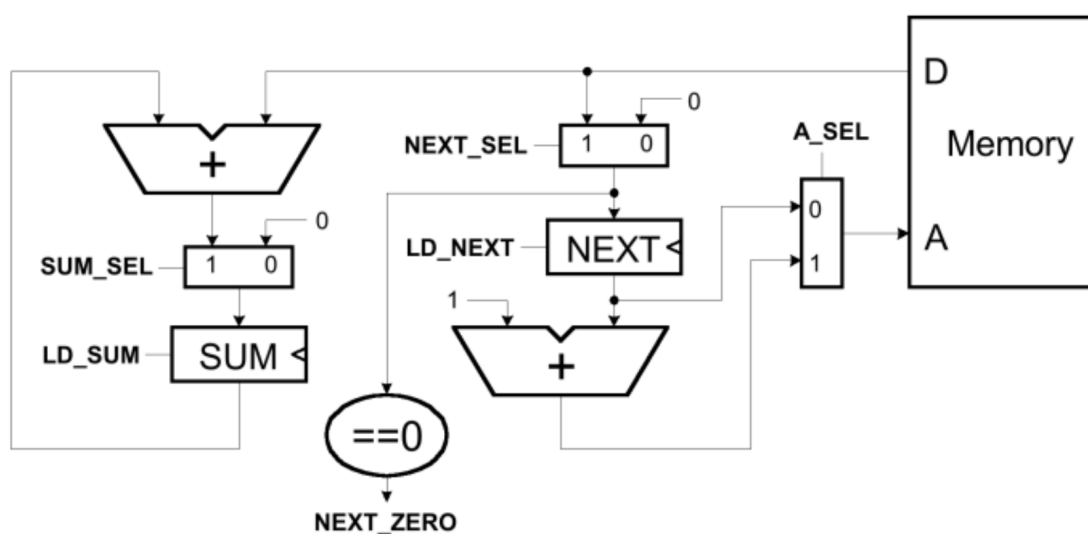 D
0
NEXT_SEL
1 0
A_SEL
Memory
+
0
0
LD_NEXT
NEXT <
A
SUM_SEL
1 0
1
1
LD_SUM
SUM <
+
==0
NEXT_ZERO